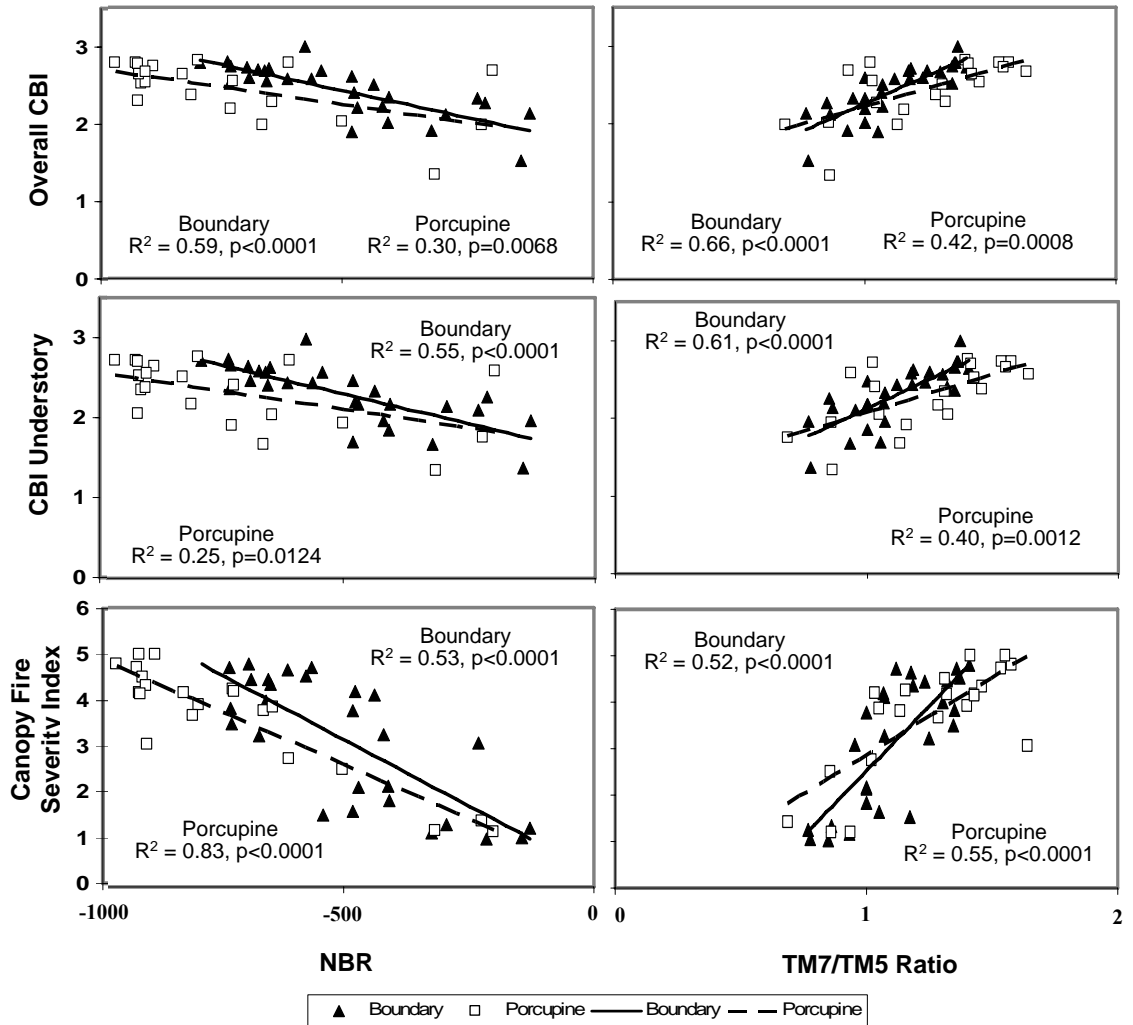 Overall CBI
3
2
1
0
Boundary
R² = 0.59, p<0.0001
Porcupine
R² = 0.30, p=0.0068
Boundary
R² = 0.66, p<0.0001
Porcupine
R² = 0.42, p=0.0008
CBI Understory
3
2
1
0
Boundary
R² = 0.55, p<0.0001
Porcupine
R² = 0.25, p=0.0124
Boundary
R² = 0.61, p<0.0001
Porcupine
R² = 0.40, p=0.0012
Canopy Fire
Severity Index
6
5
4
3
2
1
0
Boundary
R² = 0.53, p<0.0001
Porcupine
R² = 0.83, p<0.0001
Boundary
R² = 0.52, p<0.0001
Porcupine
R² = 0.55, p<0.0001
-1000 -500 0
0 1 2
NBR
TM7/TM5 Ratio
Boundary Porcupine Boundary Porcupine